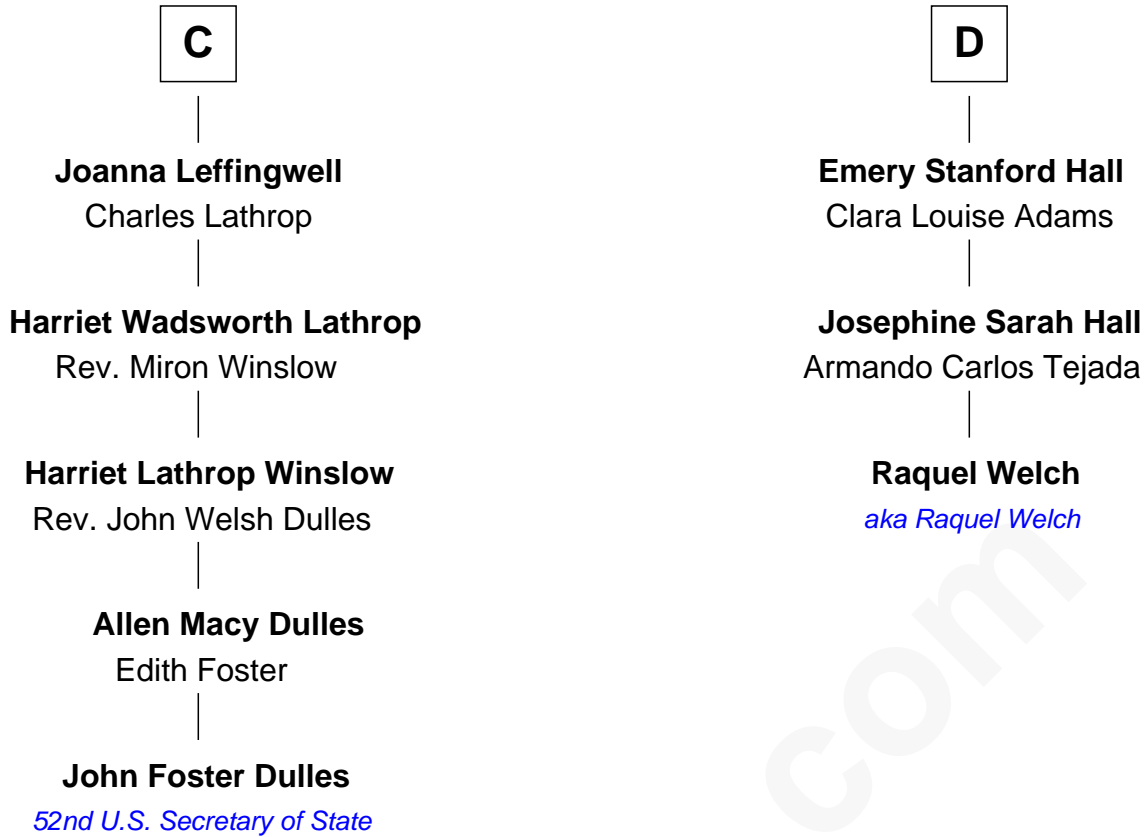 C
Joanna Leffingwell
Charles Lathrop
Harriet Wadsworth Lathrop
Rev. Miron Winslow
Harriet Lathrop Winslow
Rev. John Welsh Dulles
Allen Macy Dulles
Edith Foster
John Foster Dulles
52nd U.S. Secretary of State
D
Emery Stanford Hall
Clara Louise Adams
Josephine Sarah Hall
Armando Carlos Tejada
Raquel Welch
aka Raquel Welch
com